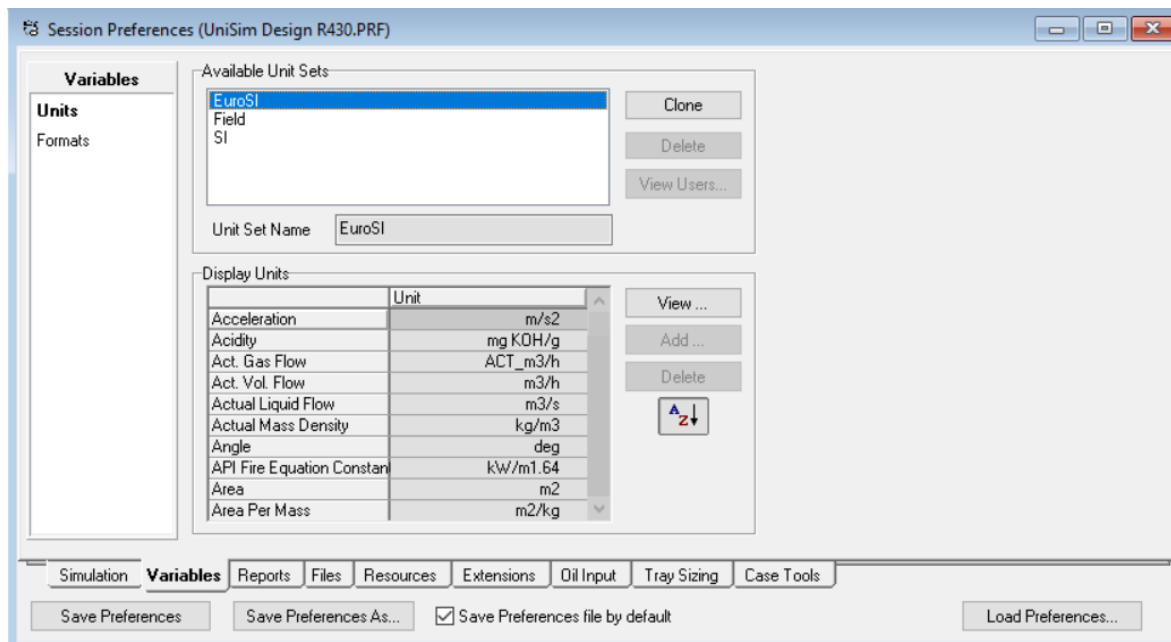 Session Preferences (UniSim Design R430.PRF)
Variables
Units
Formats
Available Unit Sets
EuroSI
Field
SI
Clone
Delete
View Users...
Unit Set Name EuroSI
Display Units
Unit
Acceleration m/s2
Acidity mg KOH/g
Act. Gas Flow ACT_m3/h
Act. Vol. Flow m3/h
Actual Liquid Flow m3/s
Actual Mass Density kg/m3
Angle deg
API Fire Equation Constan kW/m1.64
Area m2
Area Per Mass m2/kg
View ...
Add ...
Delete
AZ
Simulation Variables Reports Files Resources Extensions Oil Input Tray Sizing Case Tools
Save Preferences Save Preferences As... Save Preferences file by default Load Preferences...